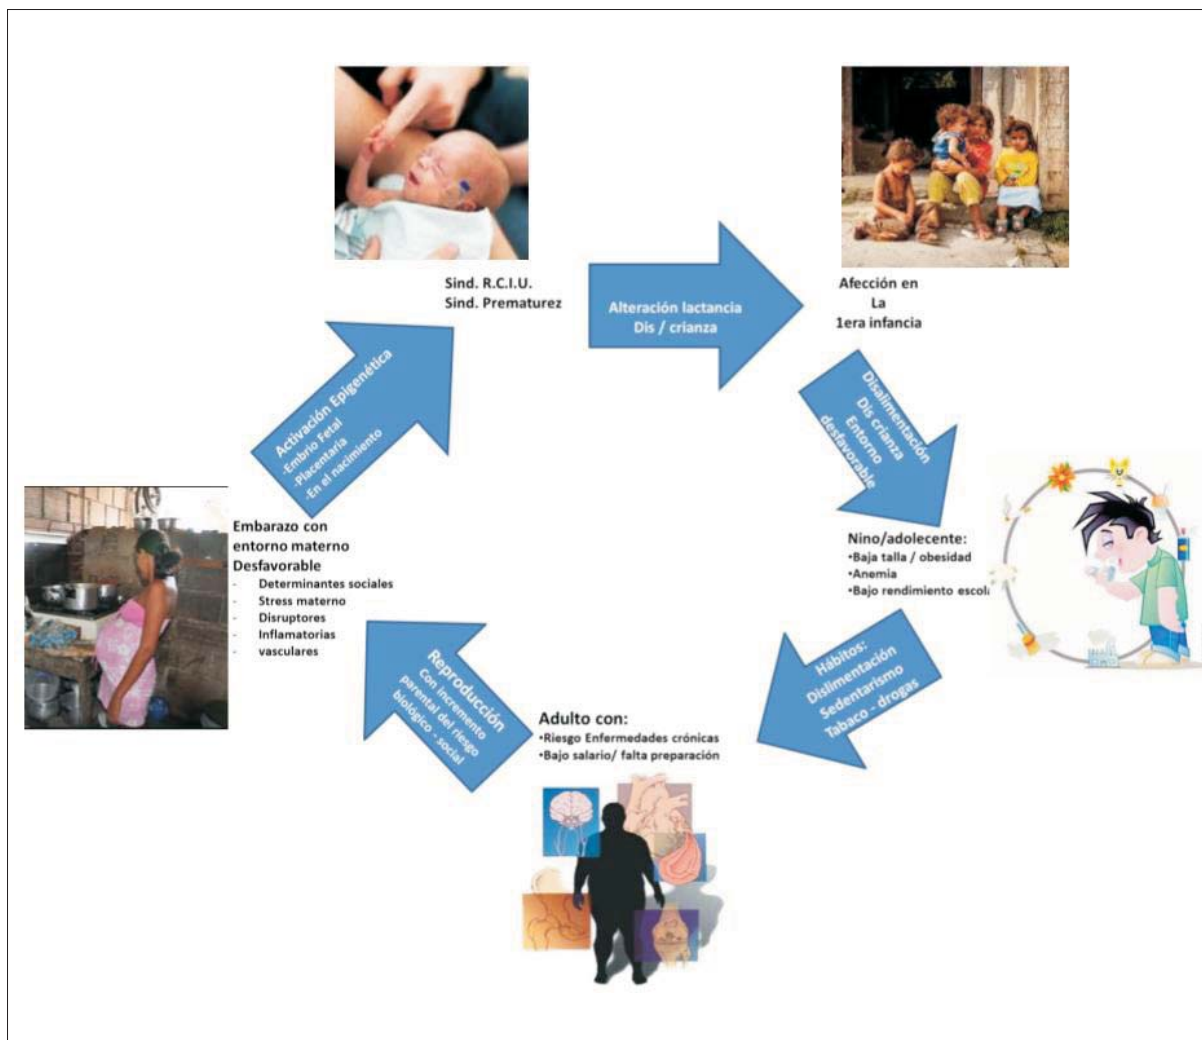 Sind. R.C.I.U.
Sind. Prematurez
Alteración lactancia
Dis / crianza
Afección en
La
1era infancia
Disalimentación
Dis crianza
Entorno
desfavorable
Nino/adolecente:
•Baja talla / obesidad
•Anemia
•Bajo rendimiento escol
Hábitos:
Dislimentación
Sedentarismo
Tabaco - drogas
Adulto con:
•Riesgo Enfermedades crónicas
•Bajo salario/ falta preparación
Reproducción
Con incremento
parental del riesgo
biológico - social
Embarazo con
entorno materno
Desfavorable
- Determinantes sociales
- Stress materno
- Disruptores
- Inflamatorias
- vasculares
Activación Epigenética
-Embrio Fetal
-Placentaria
-En el nacimiento